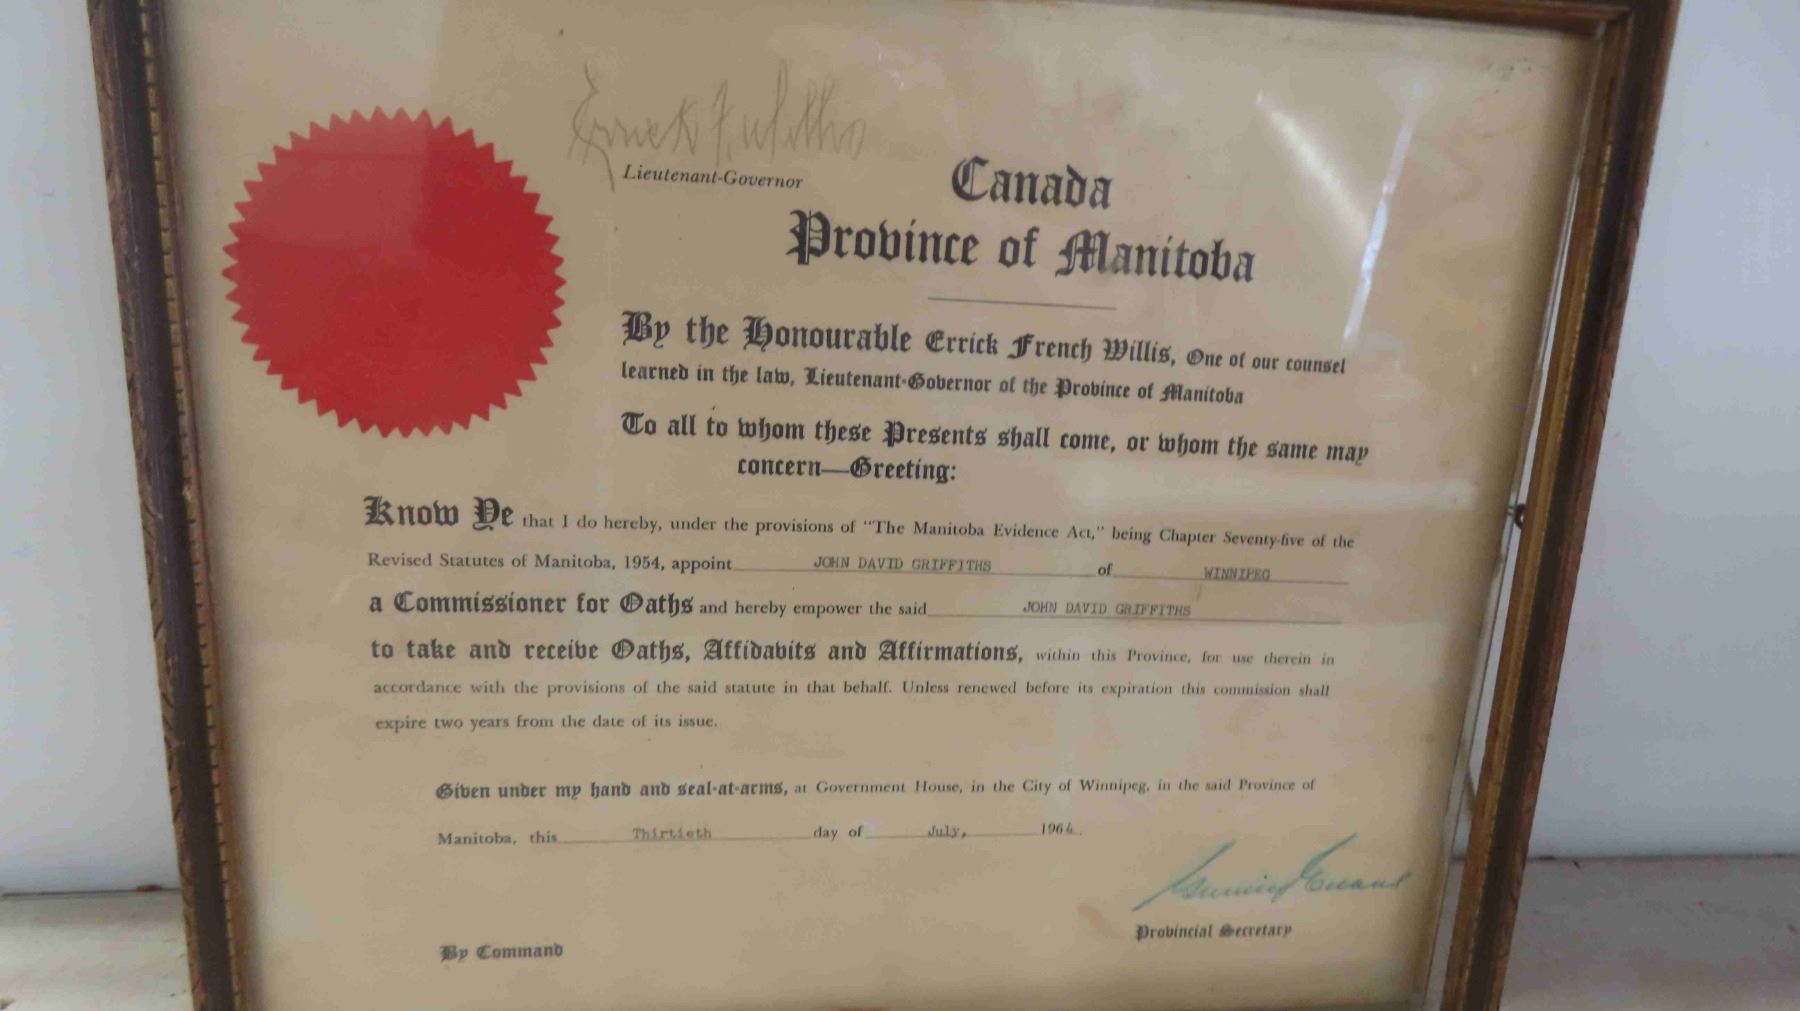 Errick F. Willis
Lieutenant-Governor
Canada
Province of Manitoba
By the Honourable Errick French Willis, One of our counsel
learned in the law, Lieutenant-Governor of the Province of Manitoba
To all to whom these Presents shall come, or whom the same may
concern—Greeting:
Know Ye that I do hereby, under the provisions of "The Manitoba Evidence Act," being Chapter Seventy-five of the
Revised Statutes of Manitoba, 1954, appoint JOHN DAVID GRIFFITHS of WINNIPEG
a Commissioner for Oaths and hereby empower the said JOHN DAVID GRIFFITHS
to take and receive Oaths, Affidavits and Affirmations, within this Province, for use therein in
accordance with the provisions of the said statute in that behalf. Unless renewed before its expiration this commission shall
expire two years from the date of its issue.
Given under my hand and seal-at-arms, at Government House, in the City of Winnipeg, in the said Province of
Manitoba, this Thirtieth day of July, 1964.
Evans
Provincial Secretary
By Command